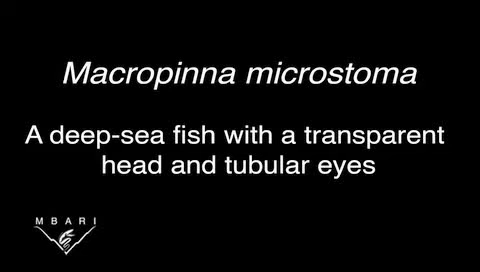 Macropinna microstoma
A deep-sea fish with a transparent
head and tubular eyes
MBARI